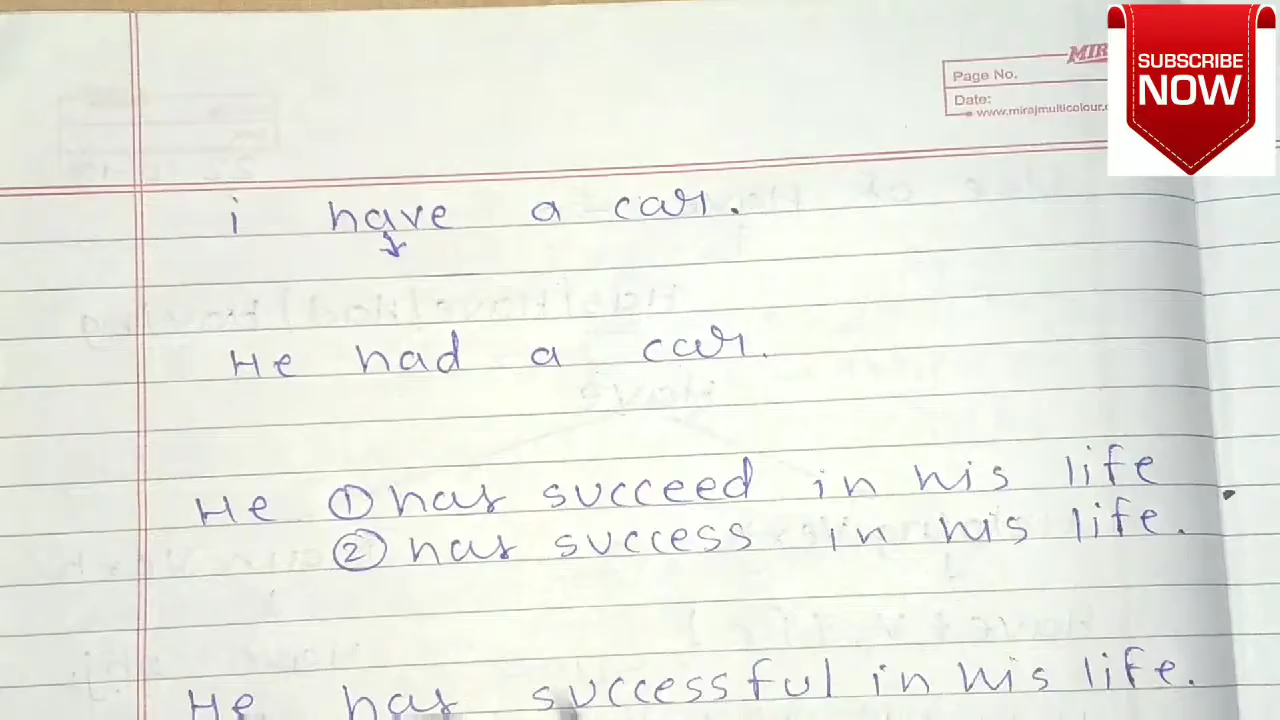 SUBSCRIBE
NOW
MIR
Page No.
Date:
www.mirajmulticolour.c
i have a car.
He had a car.
He ① has succeed in his life
② has success in his life.
He has successful in his life.